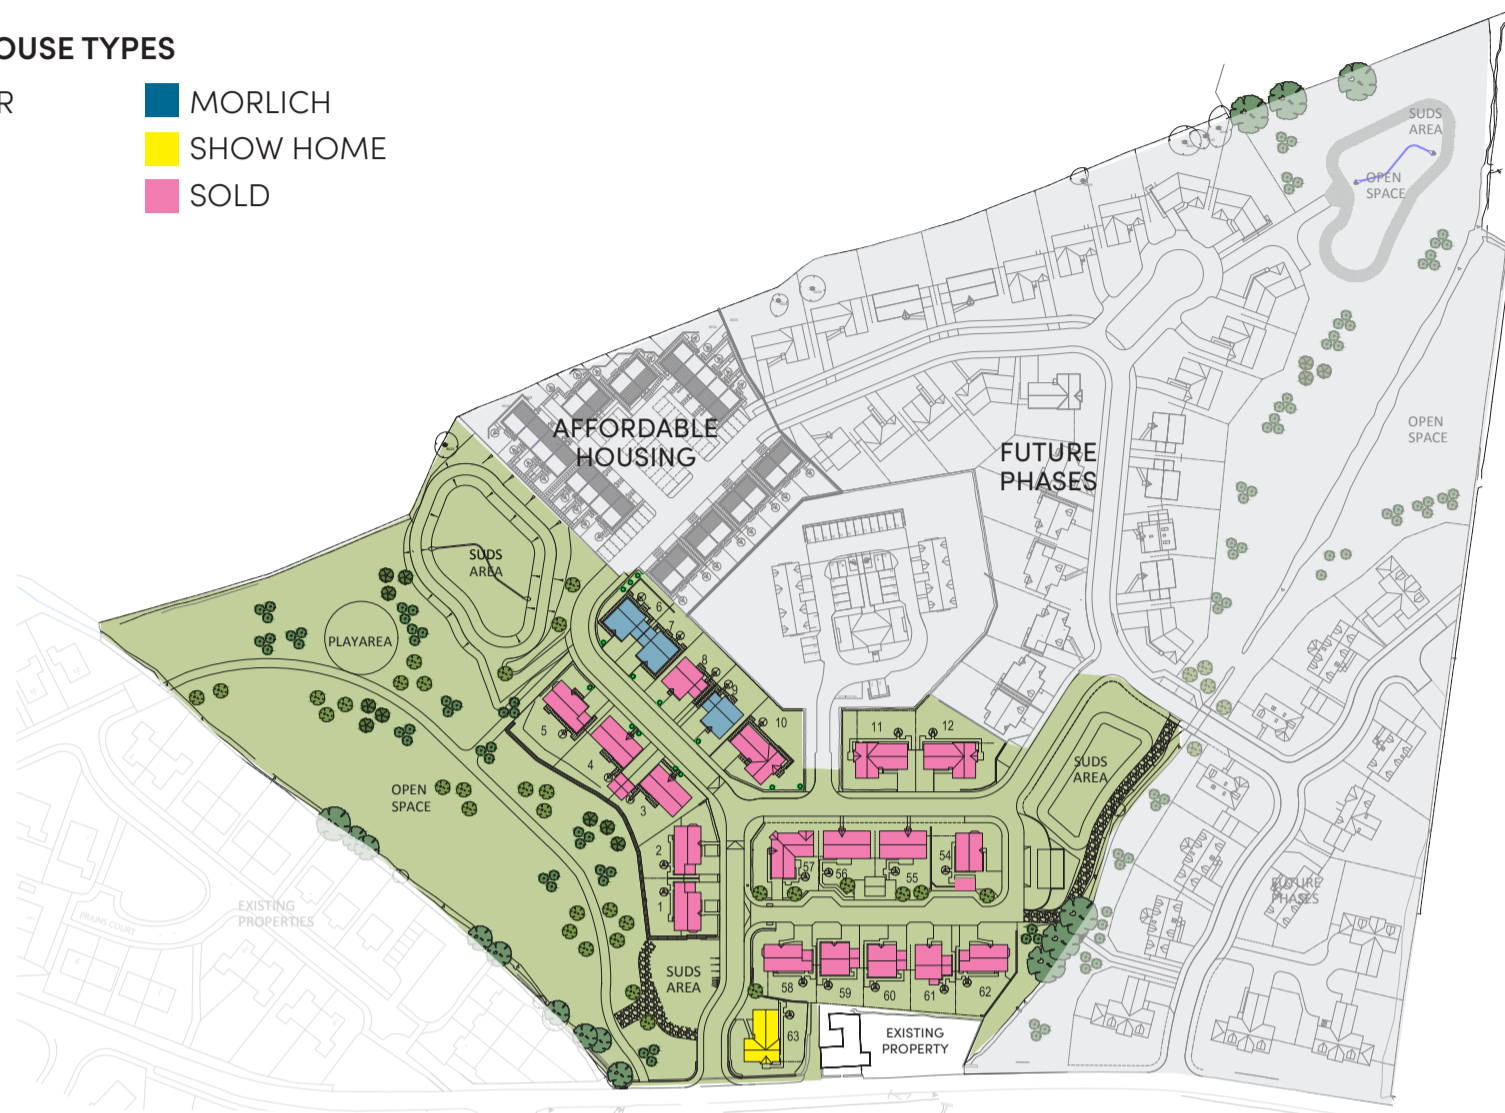 OUSE TYPES
R
MORLICH
SHOW HOME
SOLD
SUDS
AREA
OPEN
SPACE
AFFORDABLE
HOUSING
FUTURE
PHASES
OPEN
SPACE
SUDS
AREA
PLAYAREA
6
7
8
9
10
5
4
3
11
12
SUDS
AREA
OPEN
SPACE
2
1
57
56
55
54
EXISTING
PROPERTIES
PRAINS COURT
FUTURE
PHASES
SUDS
AREA
58
59
60
61
62
63
EXISTING
PROPERTY